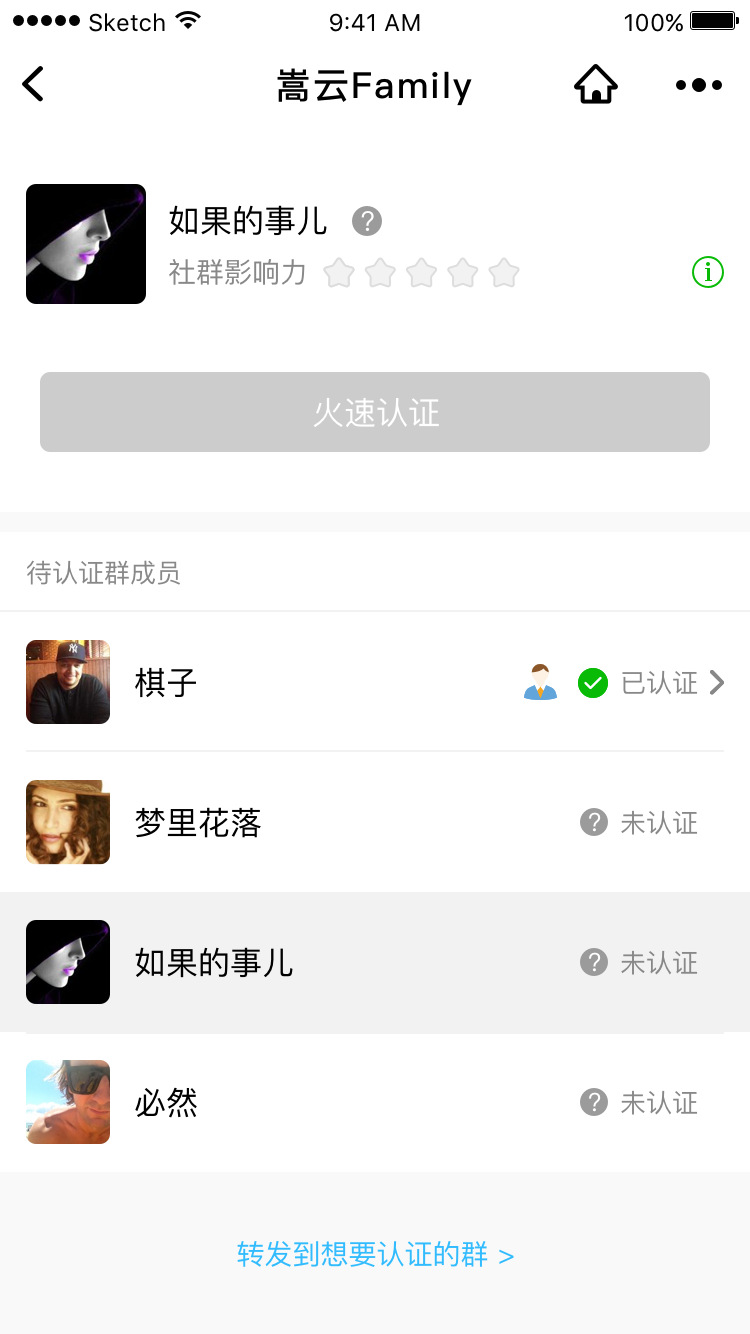 Sketch 9:41 AM 100%
嵩云Family
如果的事儿 ?
社群影响力
火速认证
待认证群成员
棋子 已认证
梦里花落 ? 未认证
如果的事儿 ? 未认证
必然 ? 未认证
转发到想要认证的群 >